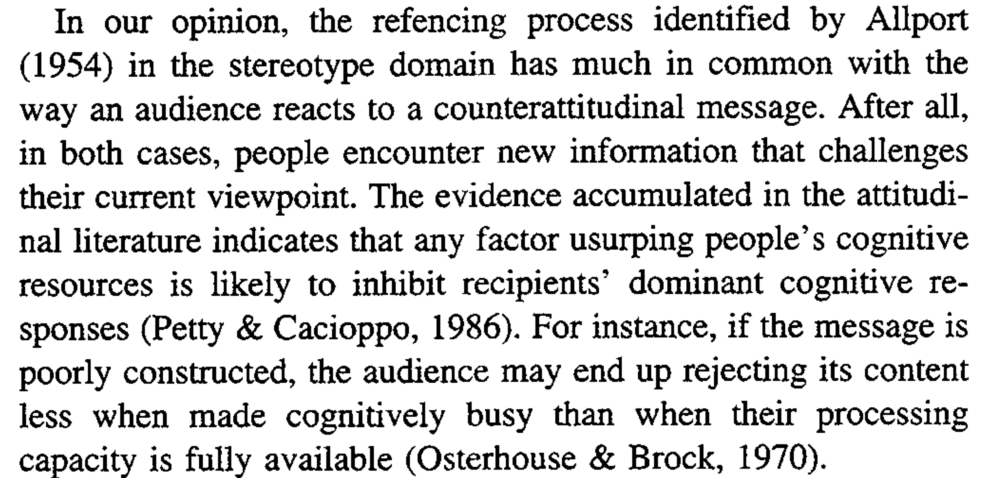 In our opinion, the refencing process identified by Allport
(1954) in the stereotype domain has much in common with the
way an audience reacts to a counterattitudinal message. After all,
in both cases, people encounter new information that challenges
their current viewpoint. The evidence accumulated in the attitudi-
nal literature indicates that any factor usurping people's cognitive
resources is likely to inhibit recipients' dominant cognitive re-
sponses (Petty & Cacioppo, 1986). For instance, if the message is
poorly constructed, the audience may end up rejecting its content
less when made cognitively busy than when their processing
capacity is fully available (Osterhouse & Brock, 1970).